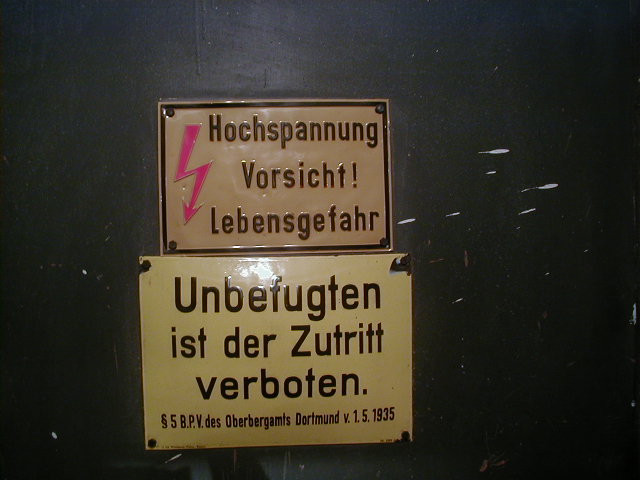 Hochspannung
Vorsicht!
Lebensgefahr
Unbefugten
ist der Zutritt
verboten.
§ 5 B.P.V. des Oberbergamts Dortmund v. 1. 5. 1935